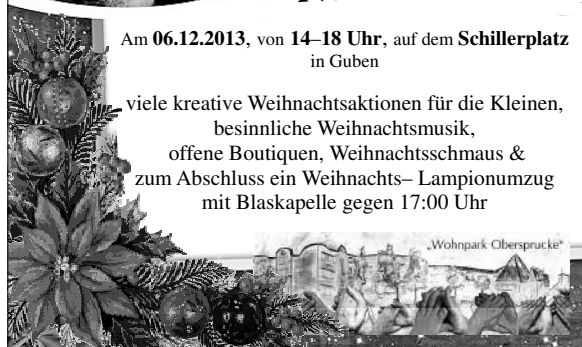 Am 06.12.2013, von 14–18 Uhr, auf dem Schillerplatz
in Guben
viele kreative Weihnachtsaktionen für die Kleinen,
besinnliche Weihnachtsmusik,
offene Boutiquen, Weihnachtsschmaus &
zum Abschluss ein Weihnachts– Lampionumzug
mit Blaskapelle gegen 17:00 Uhr
„Wohnpark Obersprucke“